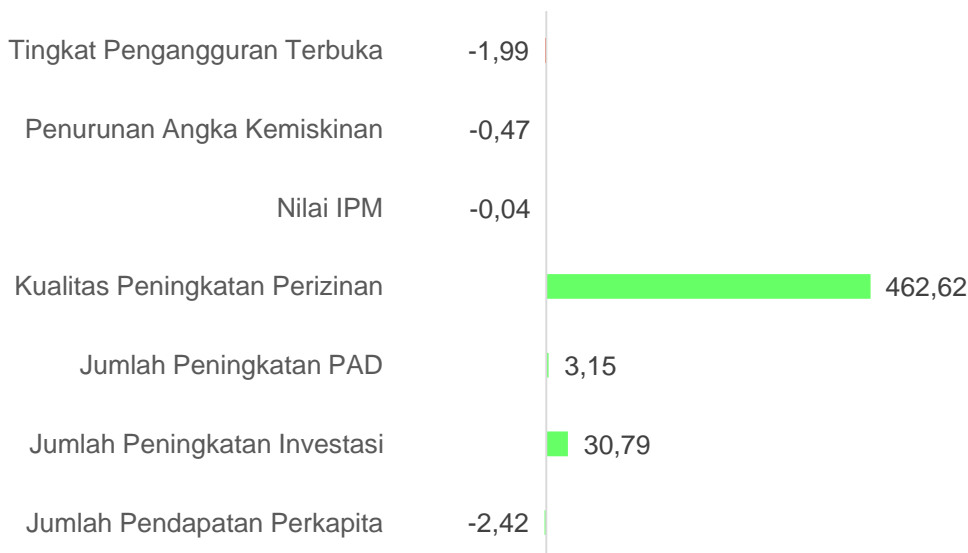 Tingkat Pengangguran Terbuka -1,99
Penurunan Angka Kemiskinan -0,47
Nilai IPM -0,04
Kualitas Peningkatan Perizinan 462,62
Jumlah Peningkatan PAD 3,15
Jumlah Peningkatan Investasi 30,79
Jumlah Pendapatan Perkapita -2,42